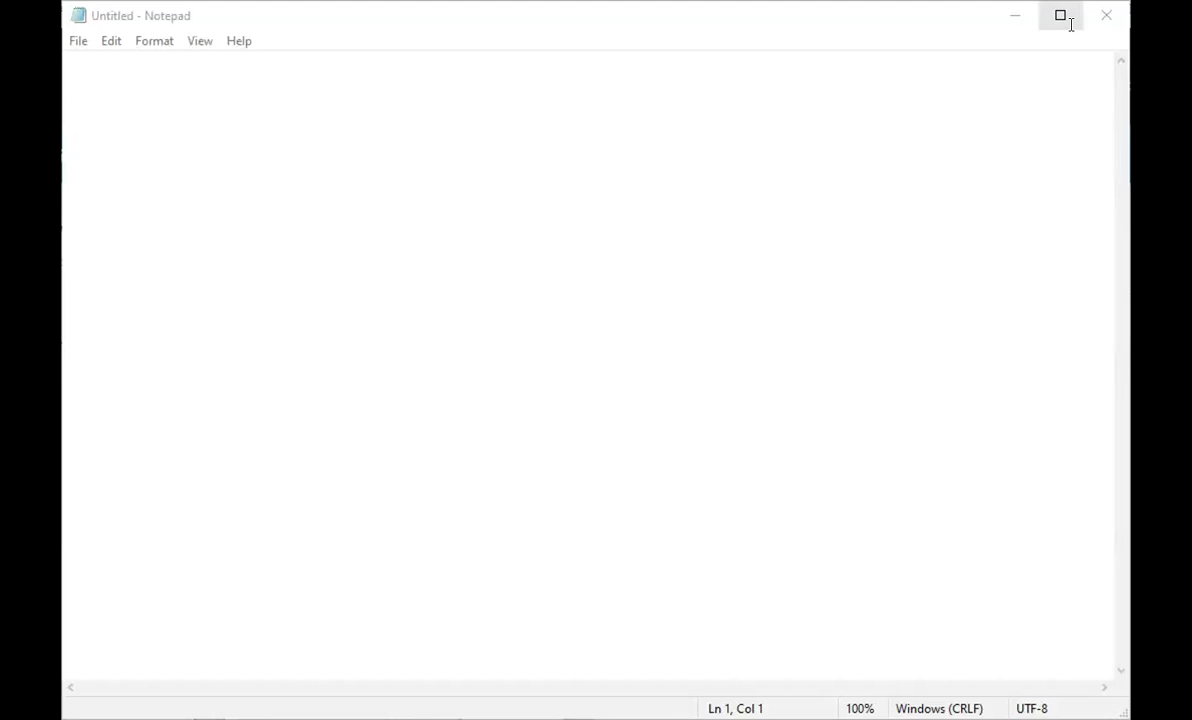 Untitled - Notepad
File Edit Format View Help
Ln 1, Col 1 100% Windows (CRLF) UTF-8